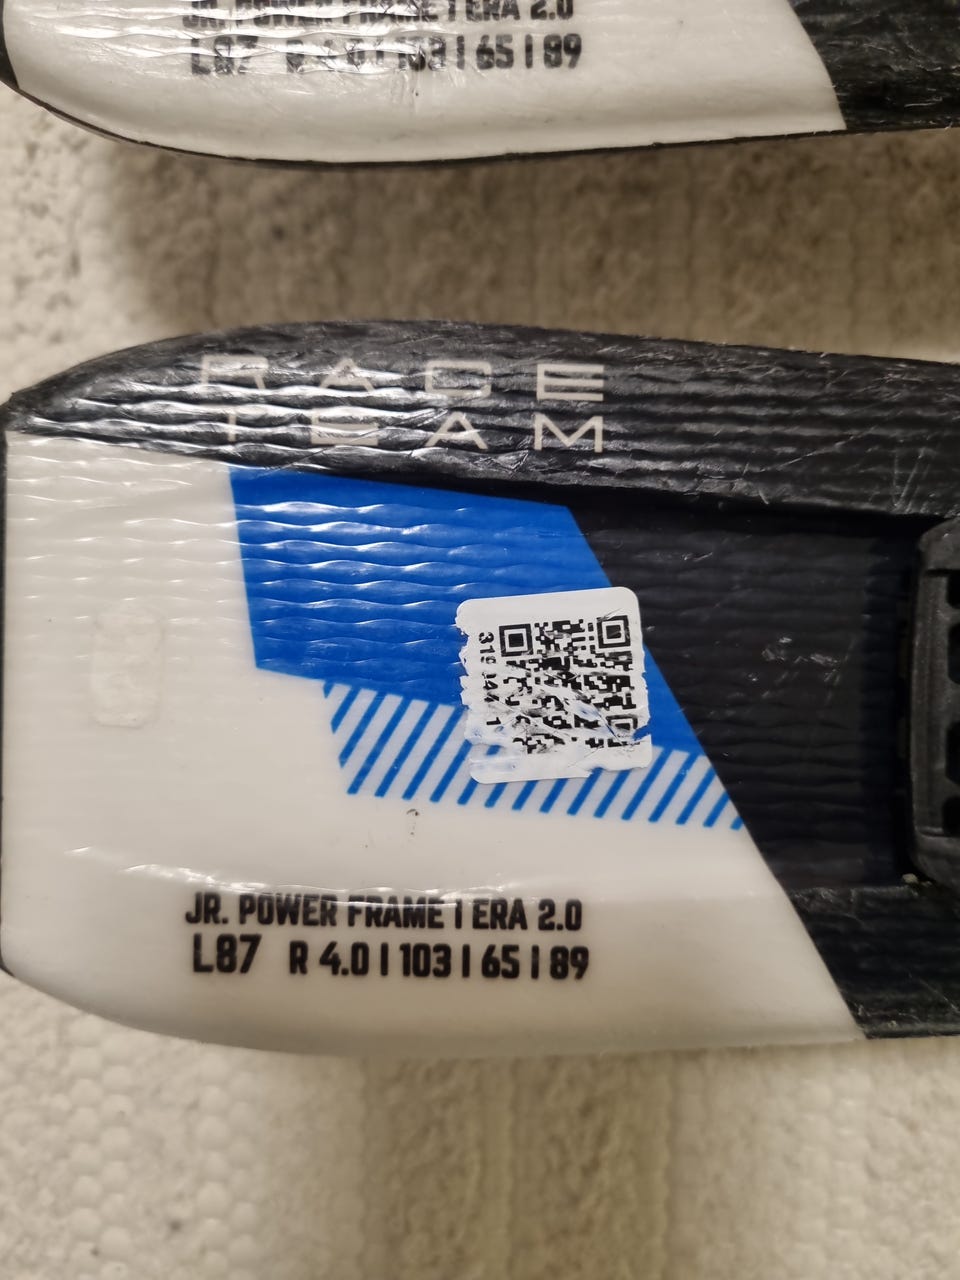 JR. POWER FRAME I ERA 2.0
L87 R 4.0 I 103 I 65 I 89
RACE
TEAM
JR. POWER FRAME I ERA 2.0
L87 R 4.0 I 103 I 65 I 89